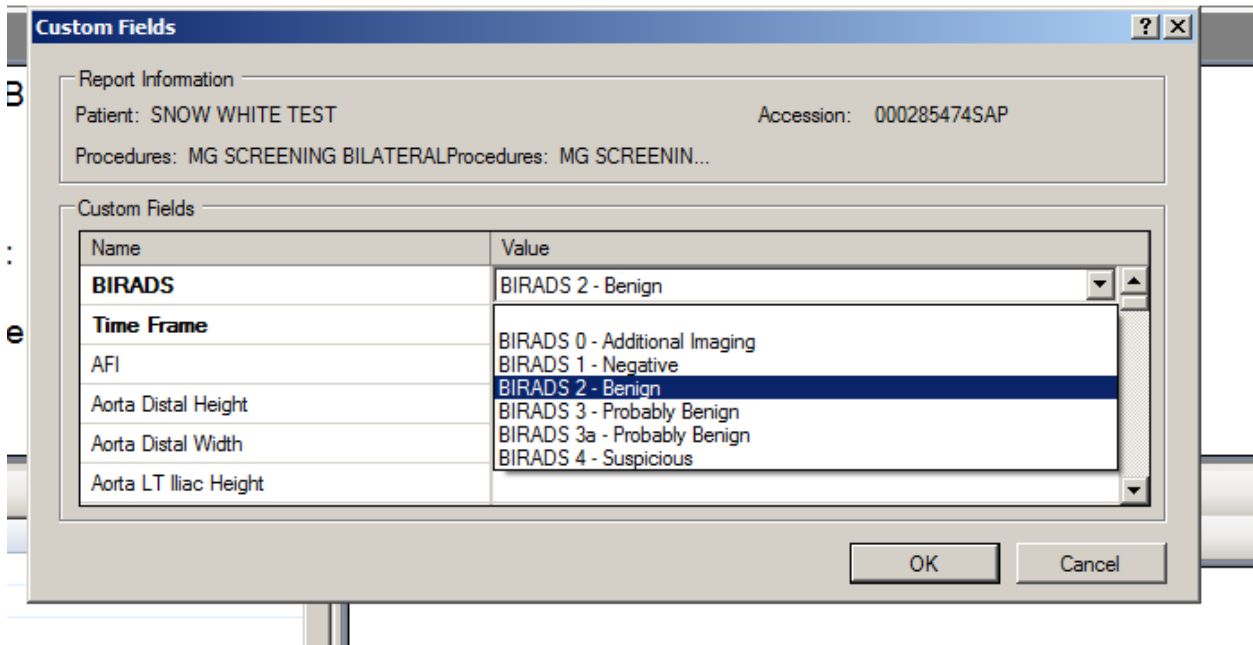 Custom Fields
B
Report Information
Patient: SNOW WHITE TEST Accession: 000285474SAP
Procedures: MG SCREENING BILATERALProcedures: MG SCREENIN...
Custom Fields
:
Name Value
BIRADS BIRADS 2 - Benign
e
Time Frame
BIRADS 0 - Additional Imaging
AFI BIRADS 1 - Negative
BIRADS 2 - Benign
Aorta Distal Height BIRADS 3 - Probably Benign
BIRADS 3a - Probably Benign
Aorta Distal Width BIRADS 4 - Suspicious
Aorta LT Iliac Height
OK Cancel